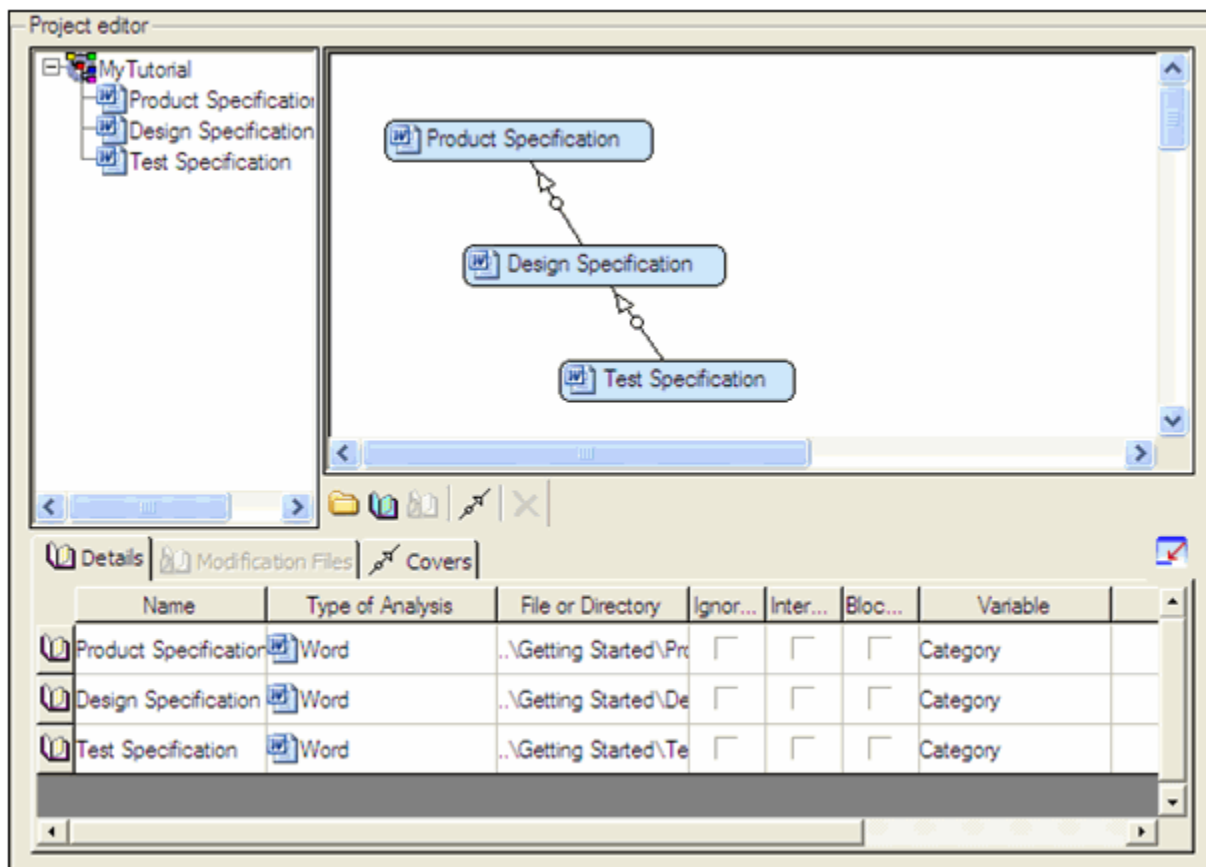 Project editor
MyTutorial
Product Specification
Design Specification
Test Specification
Product Specification
Design Specification
Test Specification
Details Modification Files Covers
Name Type of Analysis File or Directory Ignor... Inter... Bloc... Variable
Product Specification Word ..\Getting Started\Pro Category
Design Specification Word ..\Getting Started\De Category
Test Specification Word ..\Getting Started\Te Category